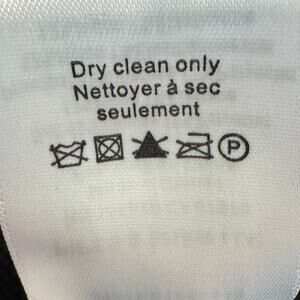 Dry clean only
Nettoyer à sec
seulement
P